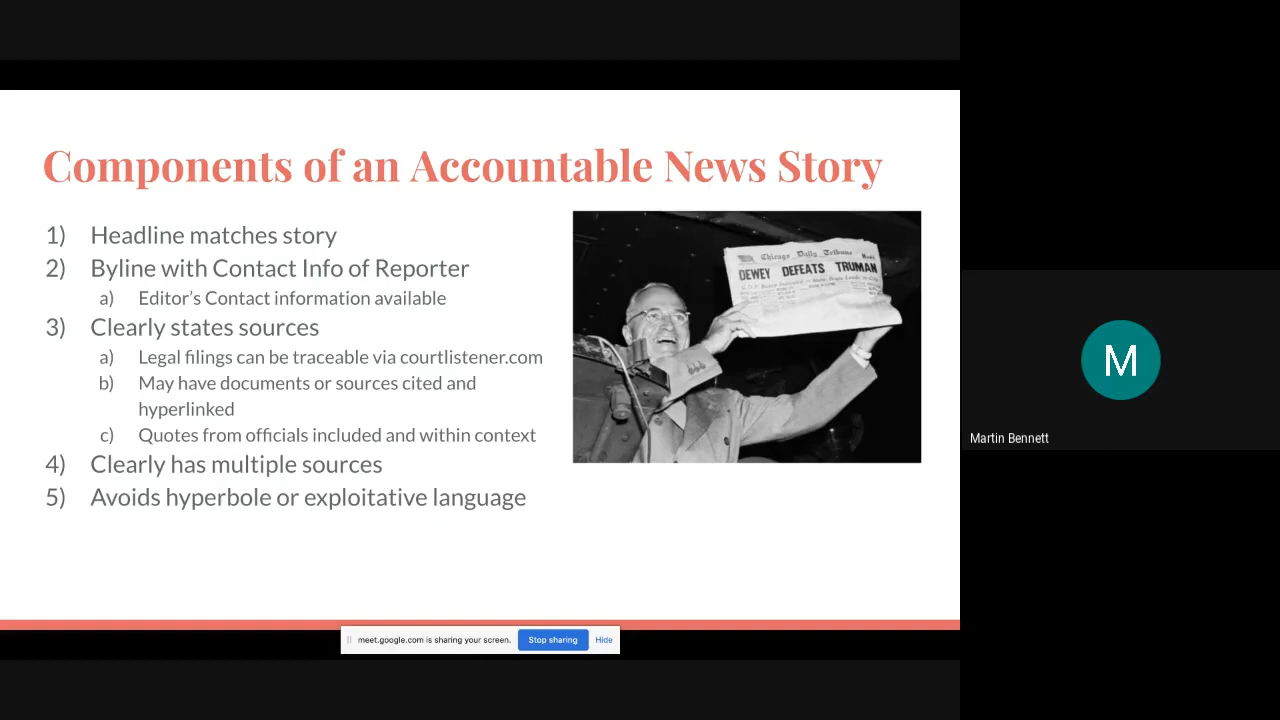 Components of an Accountable News Story
1) Headline matches story
2) Byline with Contact Info of Reporter
a) Editor's Contact information available
3) Clearly states sources
a) Legal filings can be traceable via courtlistener.com
b) May have documents or sources cited and
hyperlinked
c) Quotes from officials included and within context
4) Clearly has multiple sources
5) Avoids hyperbole or exploitative language
Chicago Daily Tribune
DEWEY DEFEATS TRUMAN
M
Martin Bennett
meet.google.com is sharing your screen.
Stop sharing
Hide